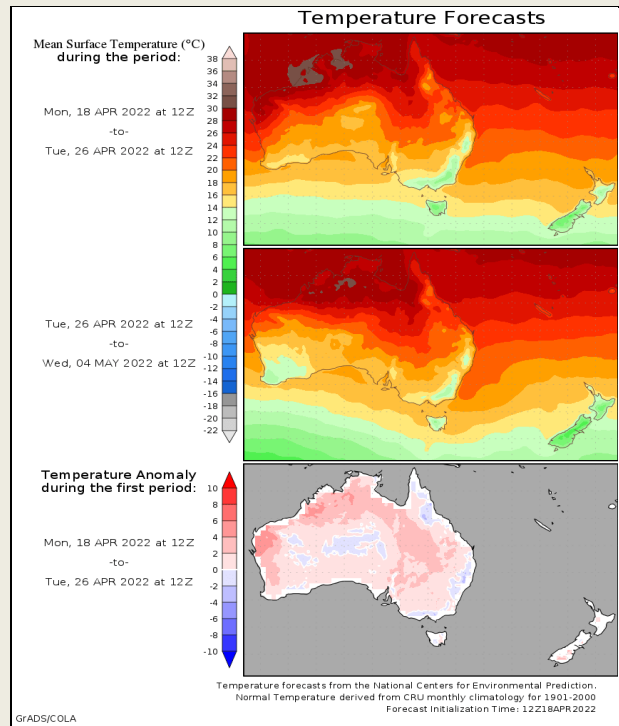 Temperature Forecasts
Mean Surface Temperature (°C)
during the period:
38
36
34
32
30
28
26
24
22
20
18
16
14
12
10
8
6
4
2
0
-2
-4
-6
-8
-10
-12
-14
-16
-18
-20
-22
Mon, 18 APR 2022 at 12Z
-to-
Tue, 26 APR 2022 at 12Z
Tue, 26 APR 2022 at 12Z
-to-
Wed, 04 MAY 2022 at 12Z
Temperature Anomaly
during the first period:
10
8
6
4
2
0
-2
-4
-6
-8
-10
Mon, 18 APR 2022 at 12Z
-to-
Tue, 26 APR 2022 at 12Z
Temperature forecasts from the National Centers for Environmental Prediction.
Normal Temperature derived from CRU monthly climatology for 1901-2000
Forecast Initialization Time: 12Z18APR2022
GrADS/COLA